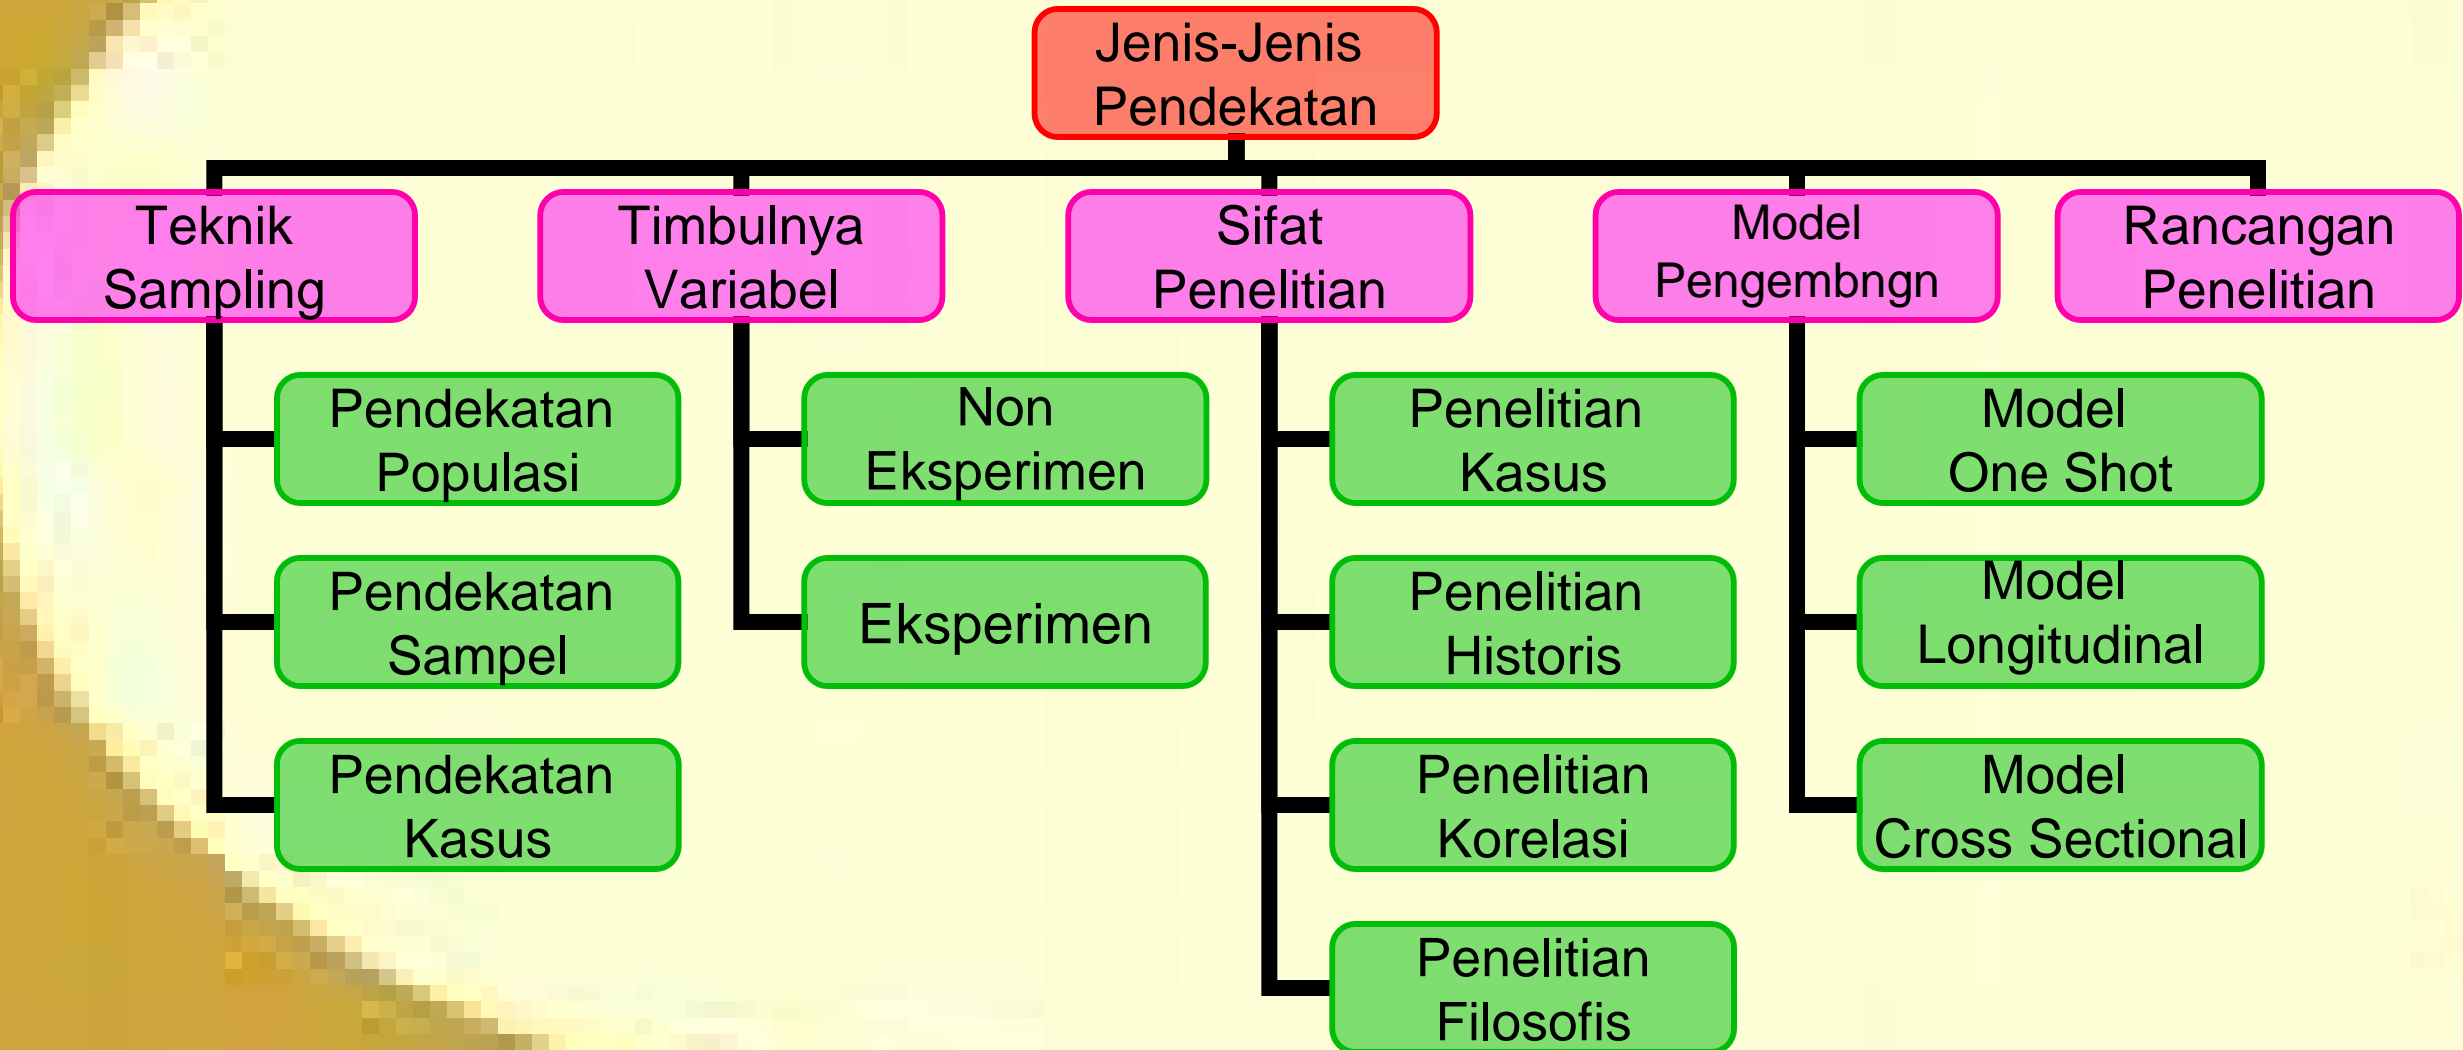 Jenis-Jenis
Pendekatan
Teknik
Sampling
Timbulnya
Variabel
Sifat
Penelitian
Model
Pengembngn
Rancangan
Penelitian
Pendekatan
Populasi
Pendekatan
Sampel
Pendekatan
Kasus
Non
Eksperimen
Eksperimen
Penelitian
Kasus
Penelitian
Historis
Penelitian
Korelasi
Penelitian
Filosofis
Model
One Shot
Model
Longitudinal
Model
Cross Sectional